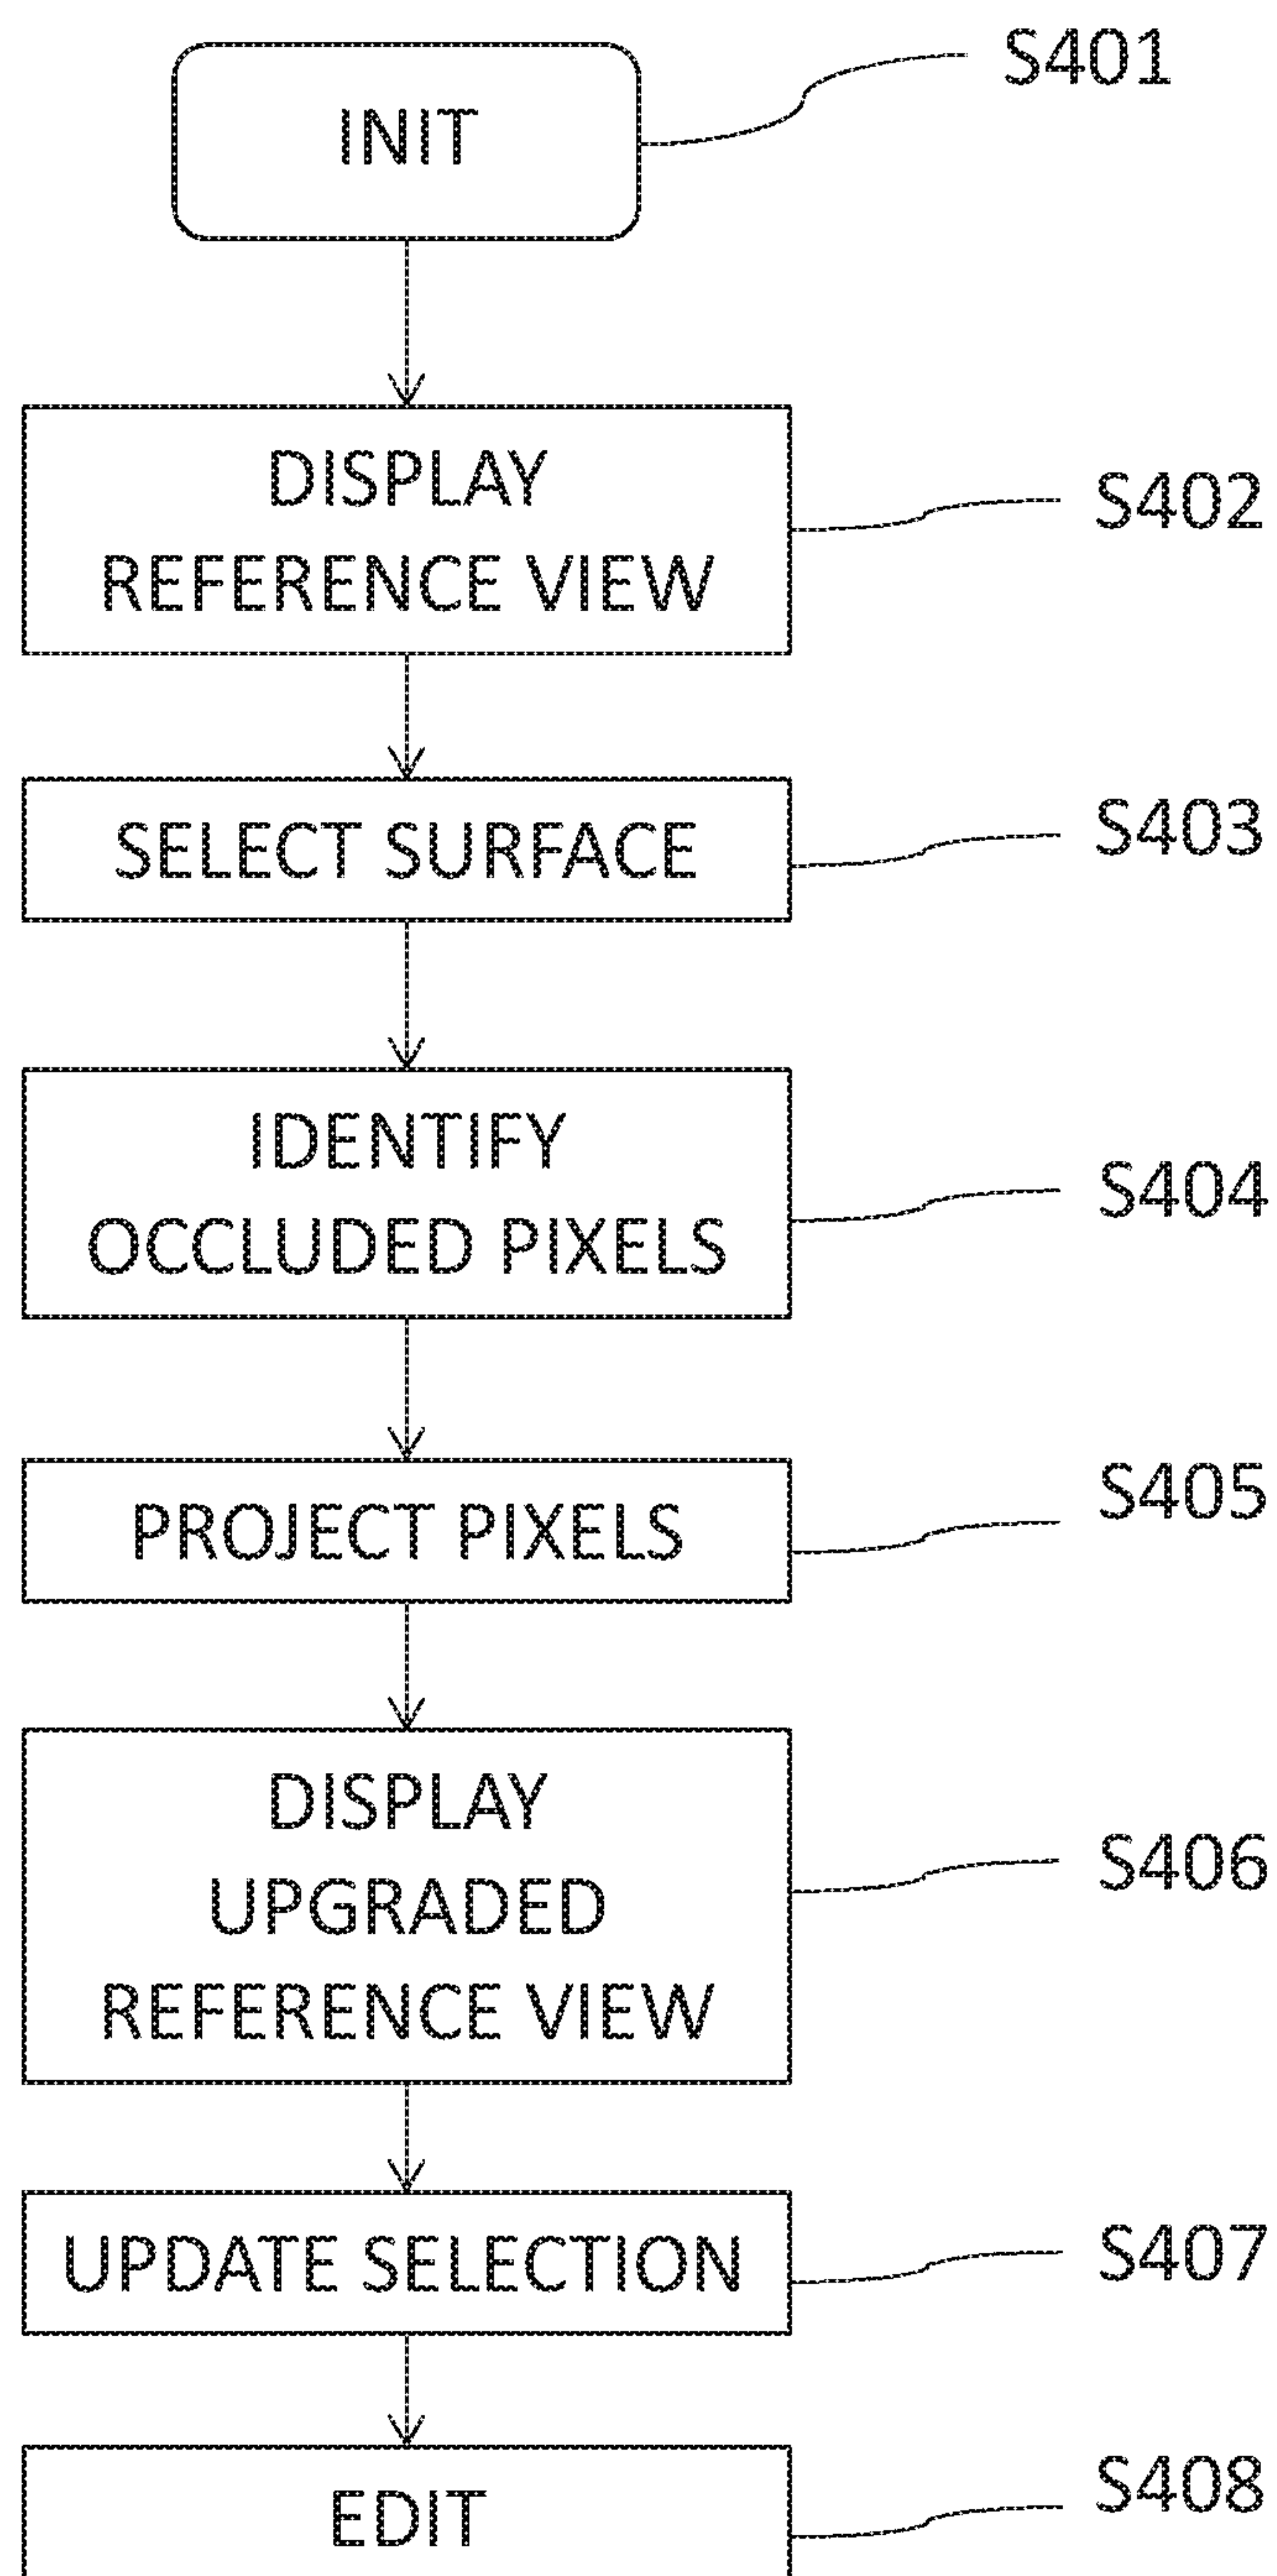 INIT
S401
DISPLAY
REFERENCE VIEW
S402
SELECT SURFACE
S403
IDENTIFY
OCCLUDED PIXELS
S404
PROJECT PIXELS
S405
DISPLAY
UPGRADED
REFERENCE VIEW
S406
UPDATE SELECTION
S407
EDIT
S408